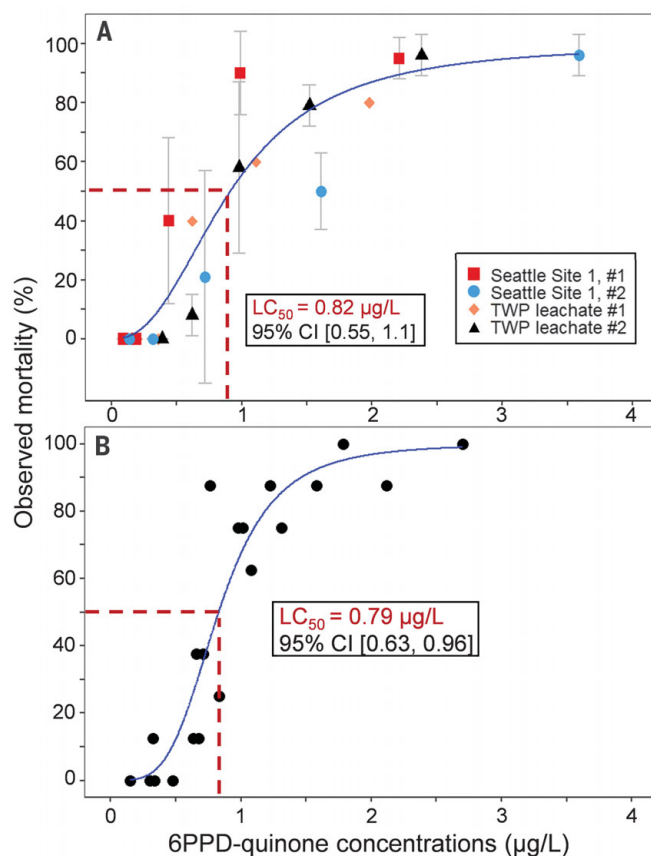 A
100
80
60
40
20
0
LC50 = 0.82 µg/L
95% CI [0.55, 1.1]
Seattle Site 1, #1
Seattle Site 1, #2
TWP leachate #1
TWP leachate #2
0 1 2 3 4
Observed mortality (%)
B
100
80
60
40
20
0
LC50 = 0.79 µg/L
95% CI [0.63, 0.96]
0 1 2 3 4
6PPD-quinone concentrations (µg/L)